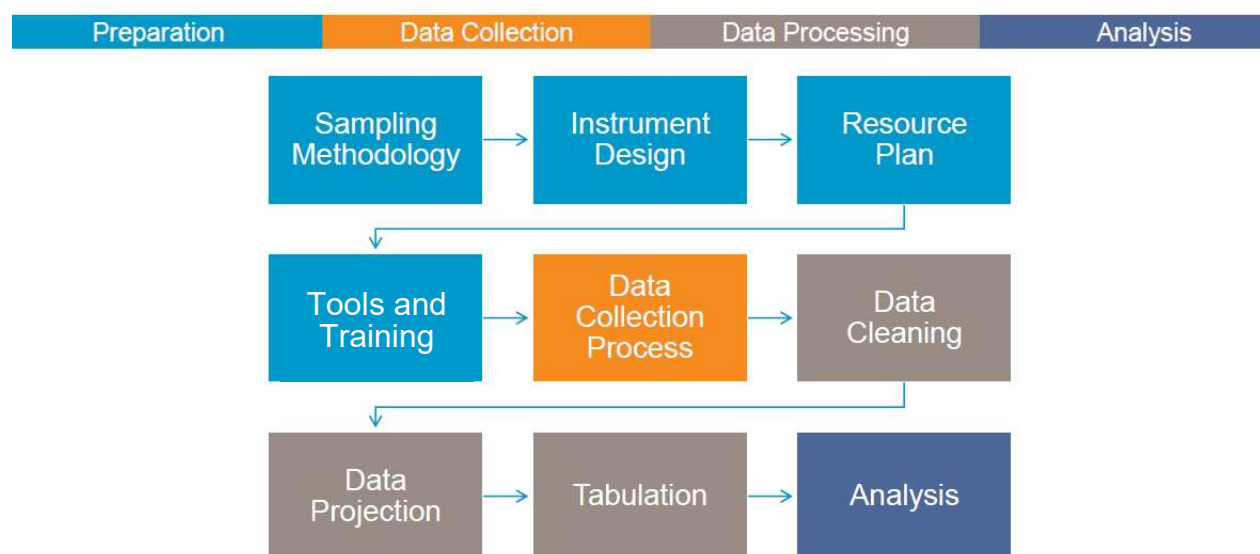 Preparation
Data Collection
Data Processing
Analysis
Sampling
Methodology
Instrument
Design
Resource
Plan
Tools and
Training
Data
Collection
Process
Data
Cleaning
Data
Projection
Tabulation
Analysis